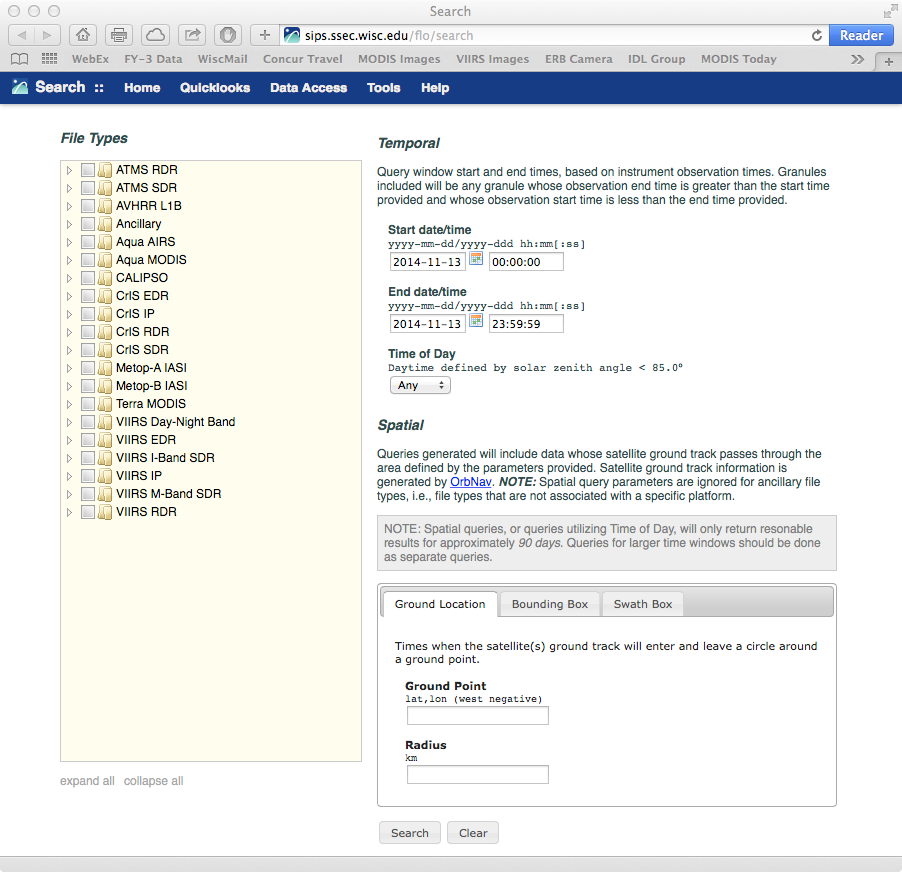 Search
sips.ssec.wisc.edu/flo/search
Reader
WebEx FY-3 Data WiscMail Concur Travel MODIS Images VIIRS Images ERB Camera IDL Group MODIS Today
Search :: Home Quicklooks Data Access Tools Help
File Types
ATMS RDR
ATMS SDR
AVHRR L1B
Ancillary
Aqua AIRS
Aqua MODIS
CALIPSO
CrIS EDR
CrIS IP
CrIS RDR
CrIS SDR
Metop-A IASI
Metop-B IASI
Terra MODIS
VIIRS Day-Night Band
VIIRS EDR
VIIRS I-Band SDR
VIIRS IP
VIIRS M-Band SDR
VIIRS RDR
expand all collapse all
Temporal
Query window start and end times, based on instrument observation times. Granules
included will be any granule whose observation end time is greater than the start time
provided and whose observation start time is less than the end time provided.
Start date/time
yyyy-mm-dd/yyyy-ddd hh:mm[:ss]
2014-11-13 00:00:00
End date/time
yyyy-mm-dd/yyyy-ddd hh:mm[:ss]
2014-11-13 23:59:59
Time of Day
Daytime defined by solar zenith angle < 85.0°
Any
Spatial
Queries generated will include data whose satellite ground track passes through the
area defined by the parameters provided. Satellite ground track information is
generated by OrbNav. NOTE: Spatial query parameters are ignored for ancillary file
types, i.e., file types that are not associated with a specific platform.
NOTE: Spatial queries, or queries utilizing Time of Day, will only return resonable
results for approximately 90 days. Queries for larger time windows should be done
as separate queries.
Ground Location Bounding Box Swath Box
Times when the satellite(s) ground track will enter and leave a circle around
a ground point.
Ground Point
lat,lon (west negative)
Radius
km
Search Clear